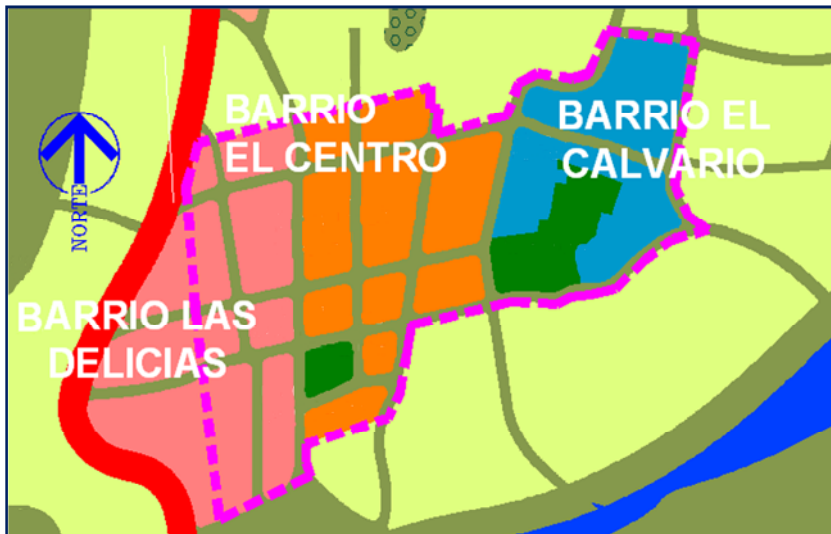 BARRIO
EL CENTRO
BARRIO EL
CALVARIO
NORTE
BARRIO LAS
DELICIAS